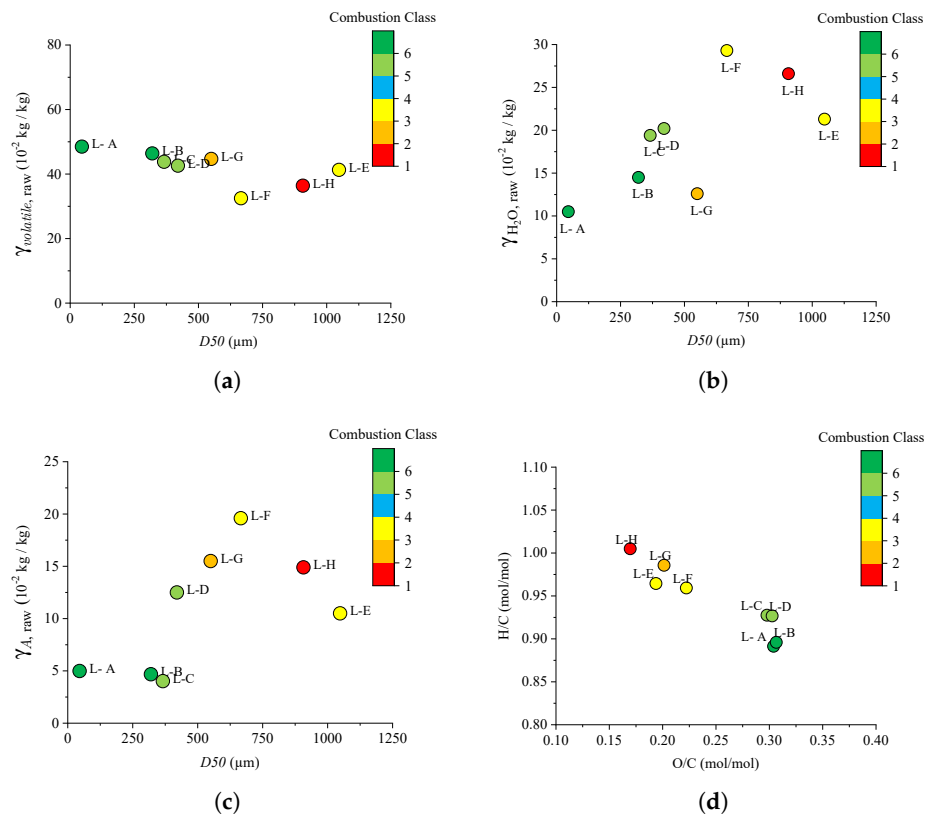 Combustion Class
80
60
40
20
0
γvolatile, raw (10-2 kg / kg)
L- A
L-B
L-C
L-D
L-G
L-F
L-H
L-E
6
5
4
3
2
1
0 250 500 750 1000 1250
D50 (µm)
(a)
Combustion Class
30
25
20
15
10
5
0
γH2O, raw (10-2 kg / kg)
L-F
L-H
L-E
L-C
L-D
L-B
L-G
L- A
6
5
4
3
2
1
0 250 500 750 1000 1250
D50 (µm)
(b)
Combustion Class
25
20
15
10
5
0
γA, raw (10-2 kg / kg)
L-F
L-G
L-H
L-D
L-E
L- A
L-B
L-C
6
5
4
3
2
1
0 250 500 750 1000 1250
D50 (µm)
(c)
Combustion Class
1.10
1.05
1.00
0.95
0.90
0.85
0.80
H/C (mol/mol)
L-H
L-G
L-E
L-F
L-C
L-D
L- A
L-B
6
5
4
3
2
1
0.10 0.15 0.20 0.25 0.30 0.35 0.40
O/C (mol/mol)
(d)